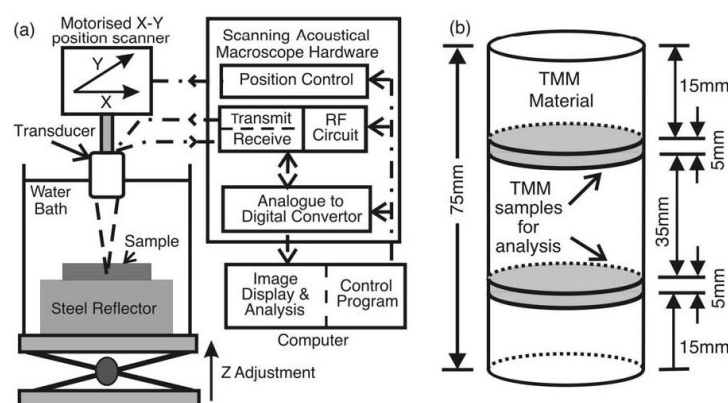 (a)
Motorised X-Y
position scanner
Y
X
Transducer
Water
Bath
Sample
Steel Reflector
Z Adjustment
Scanning Acoustical
Macroscope Hardware
Position Control
Transmit
Receive
RF
Circuit
Analogue to
Digital Convertor
Image
Display &
Analysis
Control
Program
Computer
(b)
TMM
Material
75mm
TMM
samples
for
analysis
15mm
5mm
35mm
5mm
15mm